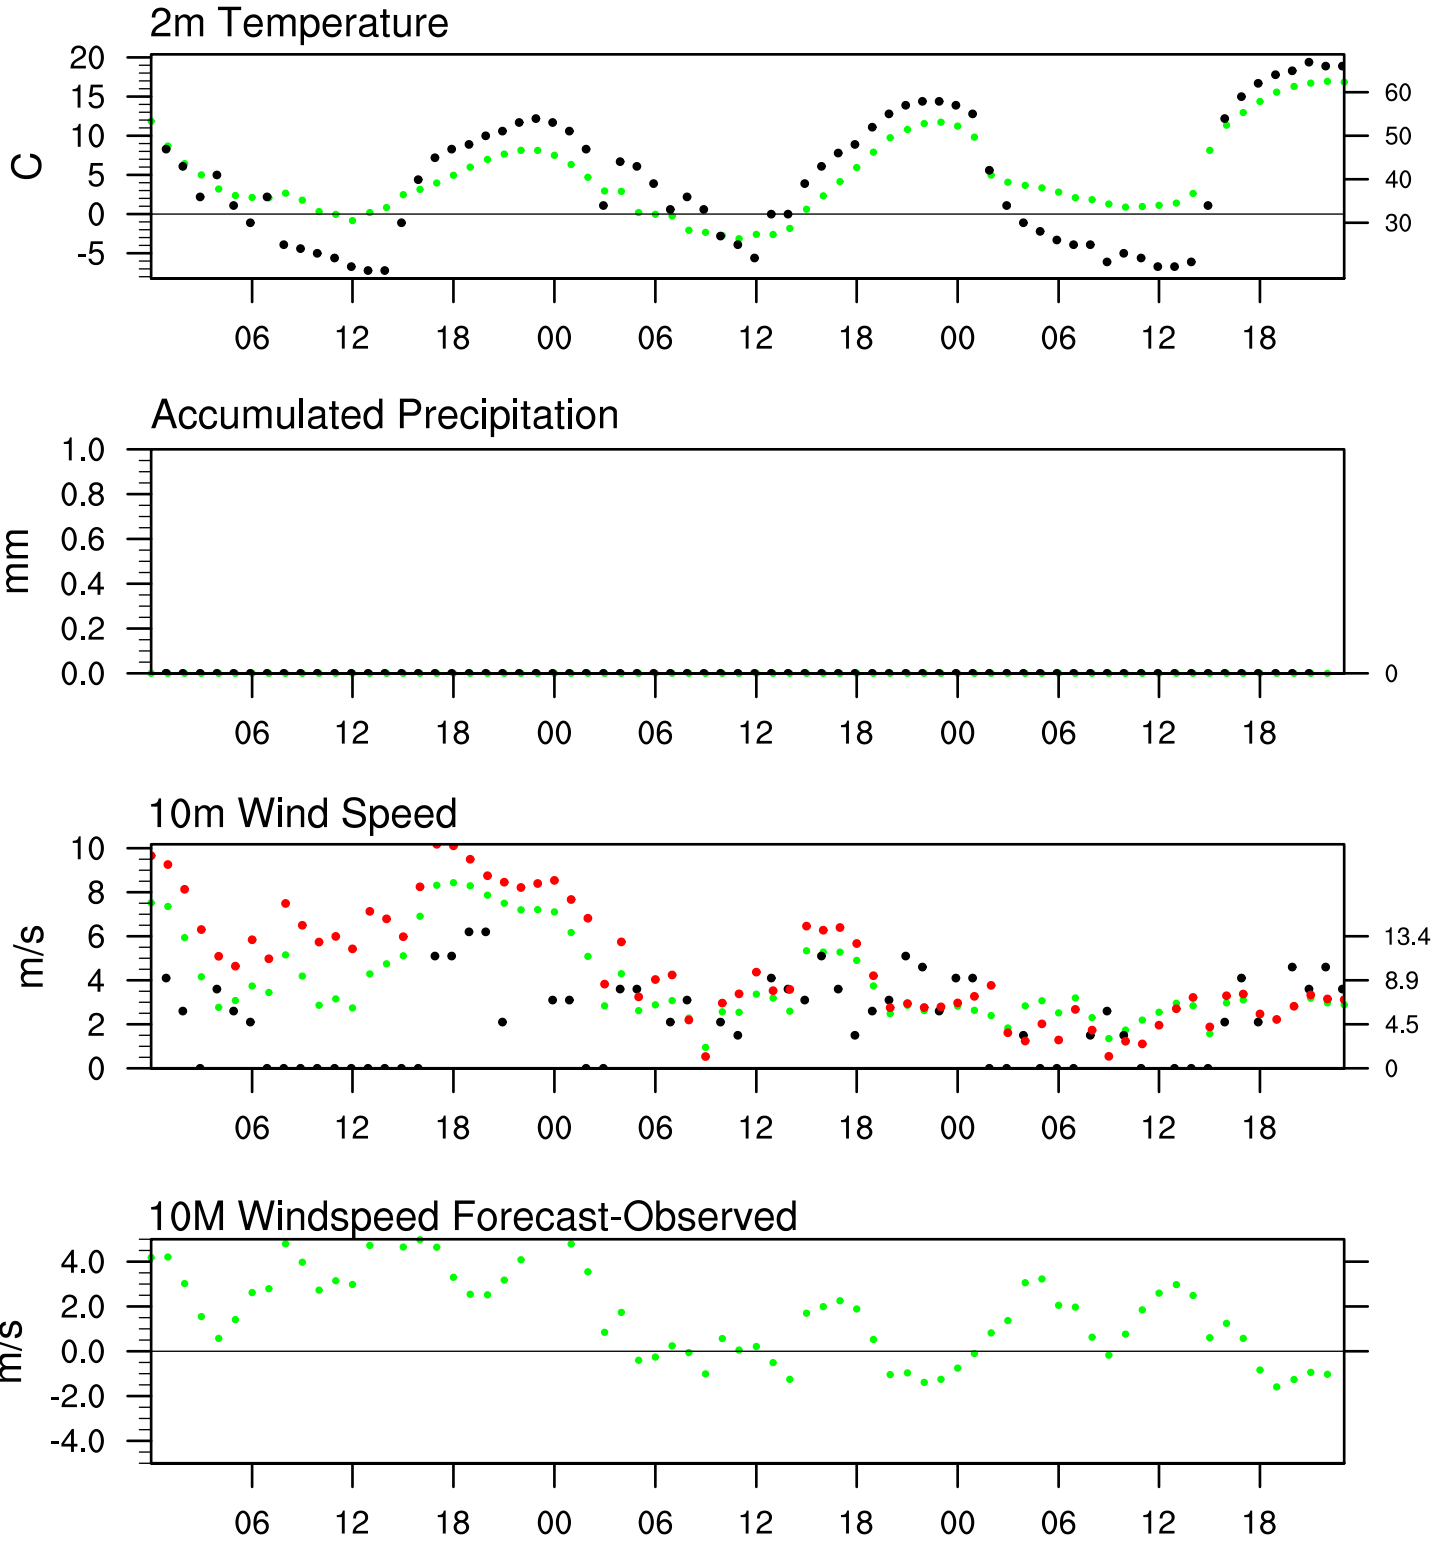 2m Temperature
20
15
10
5
0
-5
C
60
50
40
30
06 12 18 00 06 12 18 00 06 12 18
Accumulated Precipitation
1.0
0.8
0.6
0.4
0.2
0.0
mm
0
06 12 18 00 06 12 18 00 06 12 18
10m Wind Speed
10
8
6
4
2
0
m/s
13.4
8.9
4.5
0
06 12 18 00 06 12 18 00 06 12 18
10M Windspeed Forecast-Observed
4.0
2.0
0.0
-2.0
-4.0
m/s
06 12 18 00 06 12 18 00 06 12 18